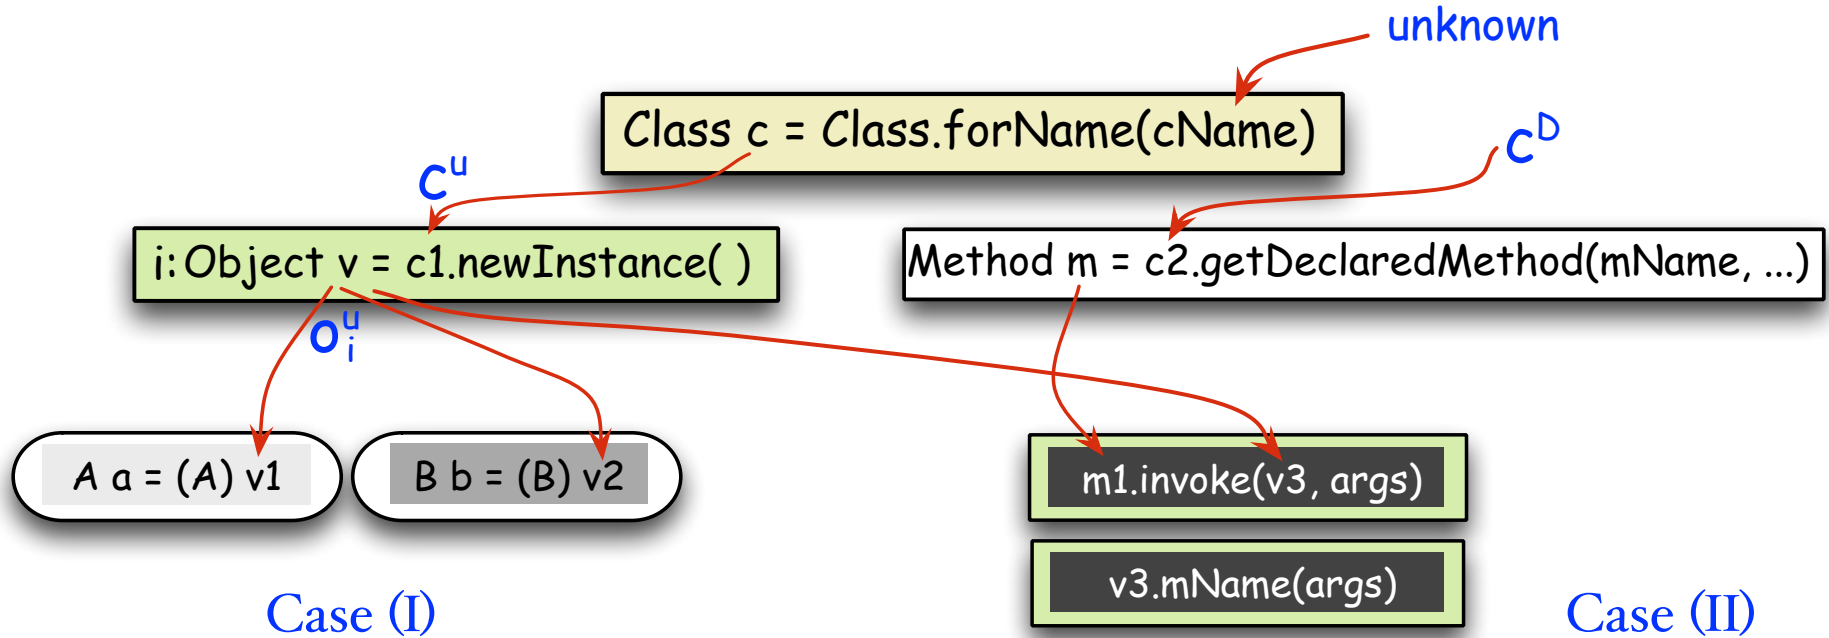 unknown
Class c = Class.forName(cName)
c^D
c^u
i: Object v = c1.newInstance( )
Method m = c2.getDeclaredMethod(mName, ...)
o_i^u
A a = (A) v1
B b = (B) v2
m1.invoke(v3, args)
v3.mName(args)
Case (I)
Case (II)